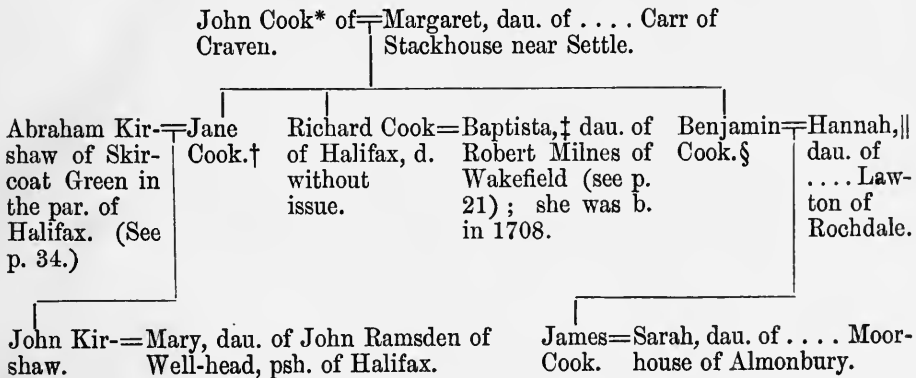 John Cook* of=Margaret, dau. of . . . . Carr of
Craven. Stackhouse near Settle.
Abraham Kir-=Jane
shaw of Skir- Cook.†
coat Green in
the par. of
Halifax. (See
p. 34.)
Richard Cook=Baptista,‡ dau. of
of Halifax, d. Robert Milnes of
without Wakefield (see p.
issue. 21) ; she was b.
in 1708.
Benjamin=Hannah,||
Cook.§ dau. of
. . . . Law-
ton of
Rochdale.
John Kir-=Mary, dau. of John Ramsden of
shaw. Well-head, psh. of Halifax.
James=Sarah, dau. of . . . . Moor-
Cook. house of Almonbury.